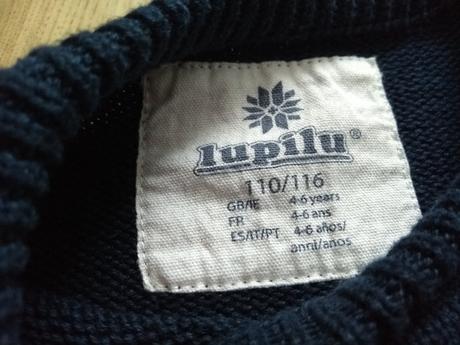 lupilu®
110/116
GB/IE 4-6 years
FR 4-6 ans
ES/IT/PT 4-6 años/
anni/anos